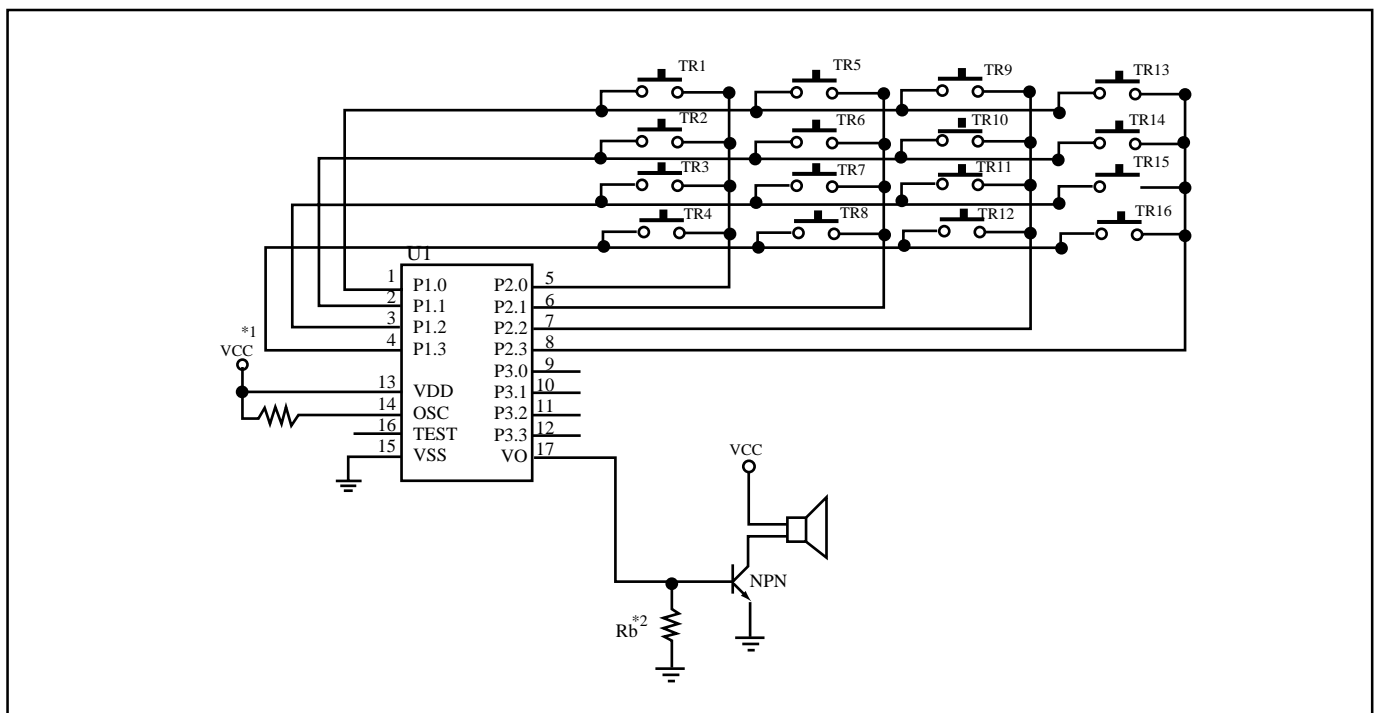 TR1 TR5 TR9 TR13
TR2 TR6 TR10 TR14
TR3 TR7 TR11 TR15
TR4 TR8 TR12 TR16
U1
1 P1.0 P2.0 5
2 P1.1 P2.1 6
3 P1.2 P2.2 7
4 P1.3 P2.3 8
*1
VCC
P3.0 9
13 VDD P3.1 10
14 OSC P3.2 11
16 TEST P3.3 12
15 VSS VO 17
VCC
NPN
Rb*2